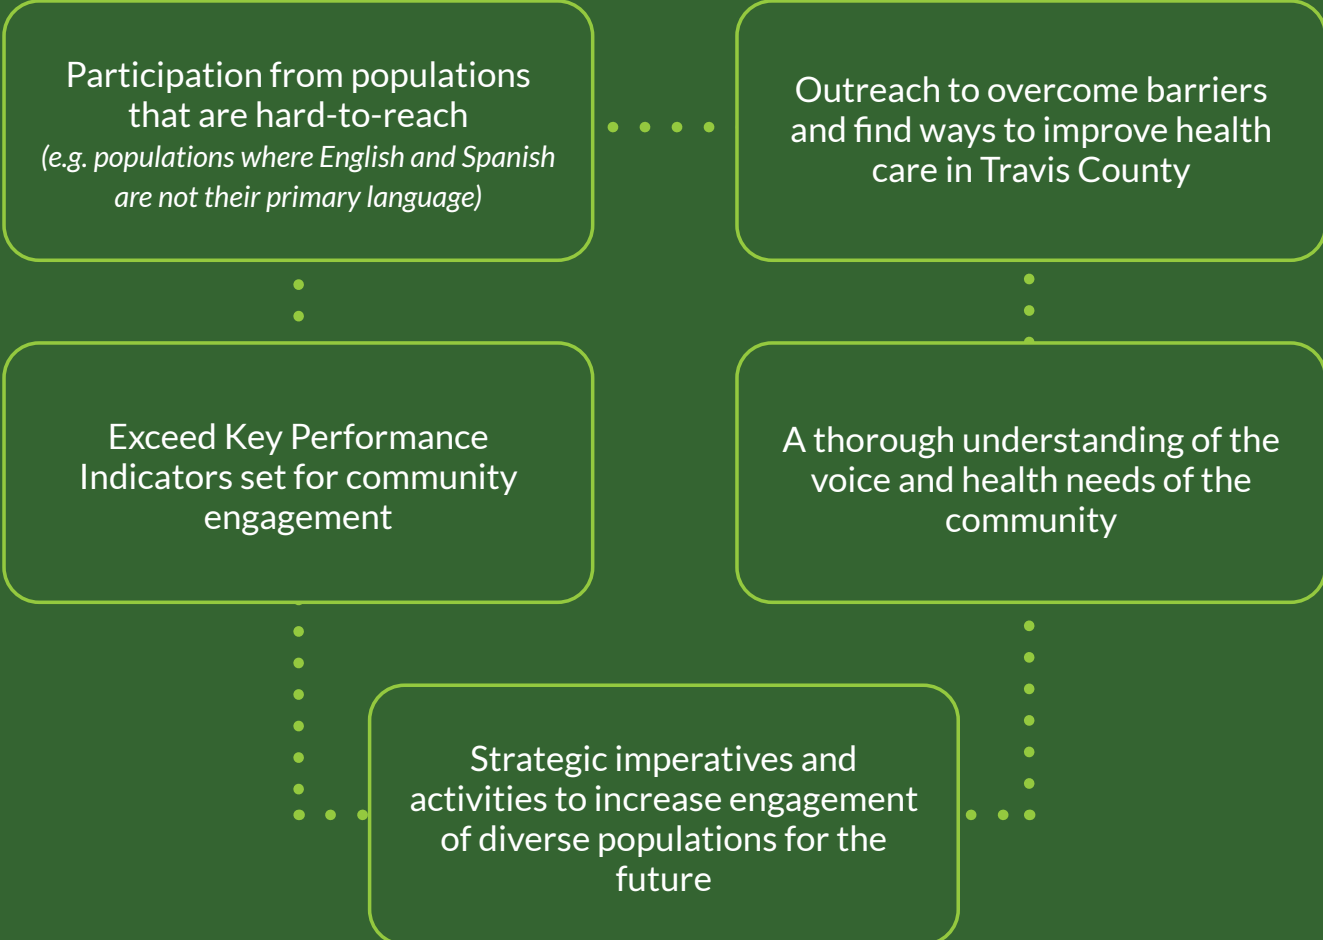 Participation from populations
that are hard-to-reach
(e.g. populations where English and Spanish
are not their primary language)
Outreach to overcome barriers
and find ways to improve health
care in Travis County
Exceed Key Performance
Indicators set for community
engagement
A thorough understanding of the
voice and health needs of the
community
Strategic imperatives and
activities to increase engagement
of diverse populations for the
future